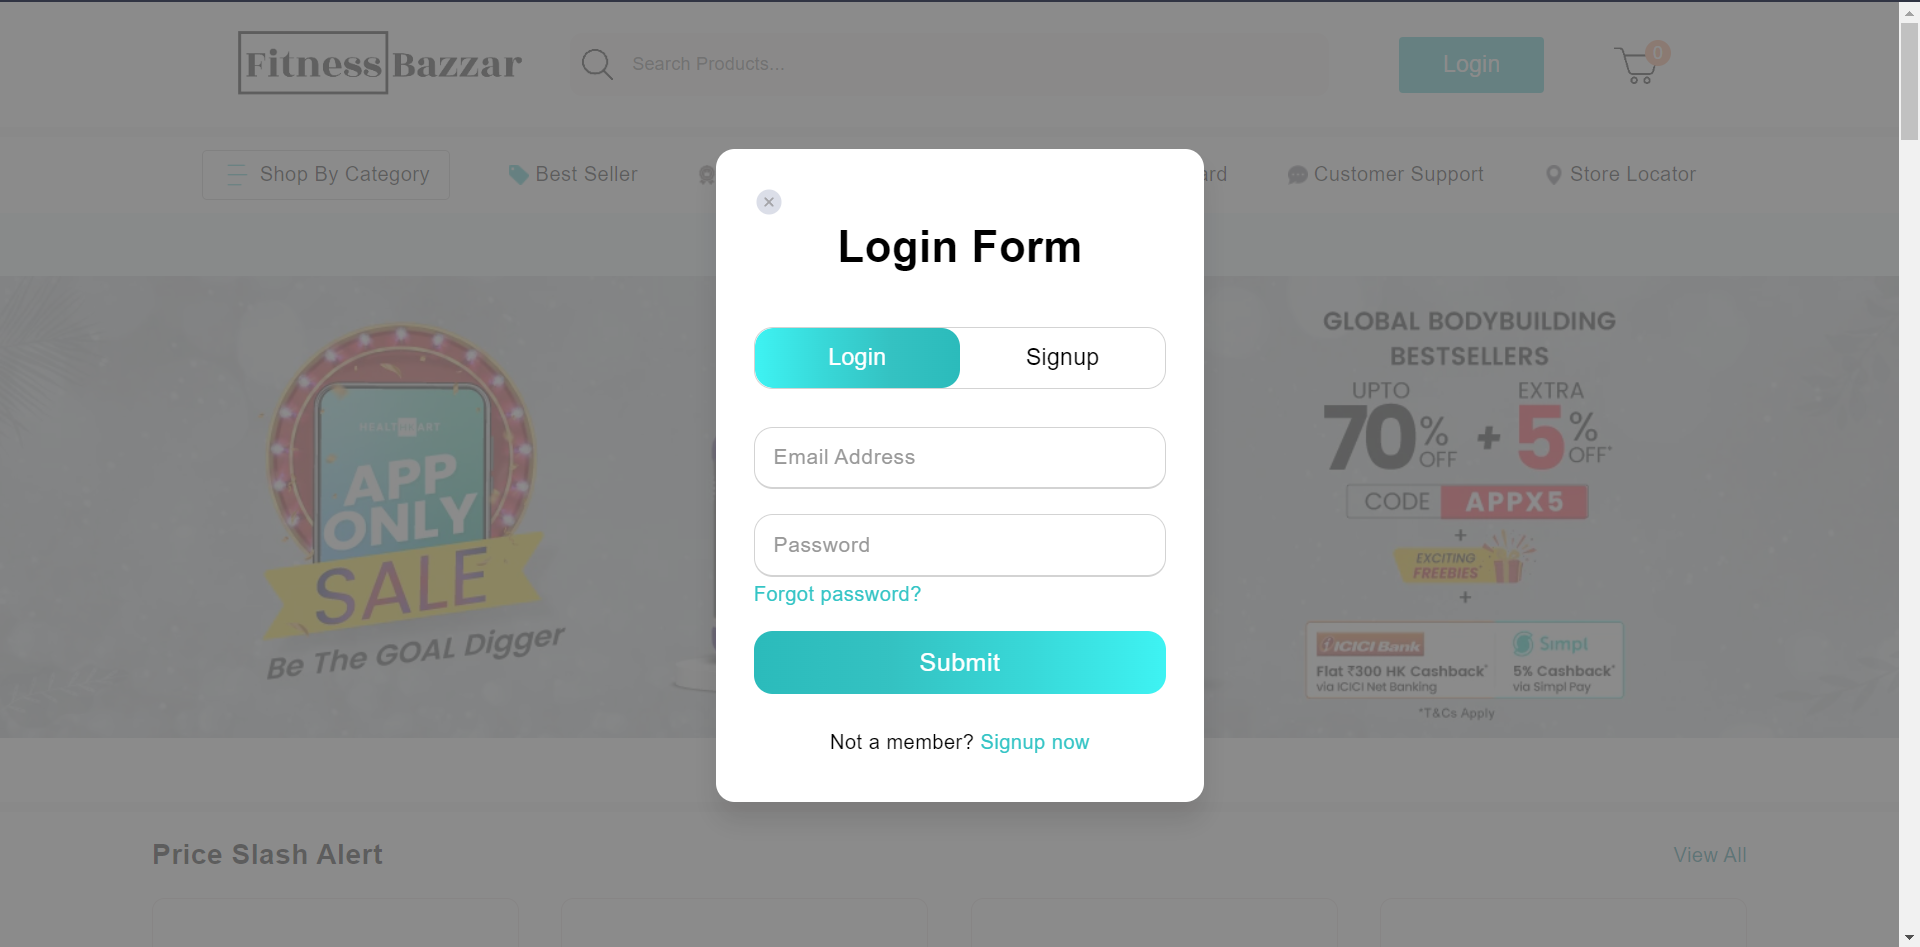 Fitness Bazzar
Search Products...
Login
0
Shop By Category
Best Seller
ard
Customer Support
Store Locator
Login Form
Login
Signup
Email Address
Password
Forgot password?
Submit
Not a member? Signup now
HEALTHKART
APP
ONLY
SALE
Be The GOAL Digger
GLOBAL BODYBUILDING
BESTSELLERS
UPTO
70% OFF
+
EXTRA
5% OFF*
CODE APPX5
+
EXCITING
FREEBIES*
+
ICICI Bank
Flat ₹300 HK Cashback*
via ICICI Net Banking
Simpl
5% Cashback*
via Simpl Pay
*T&Cs Apply
Price Slash Alert
View All